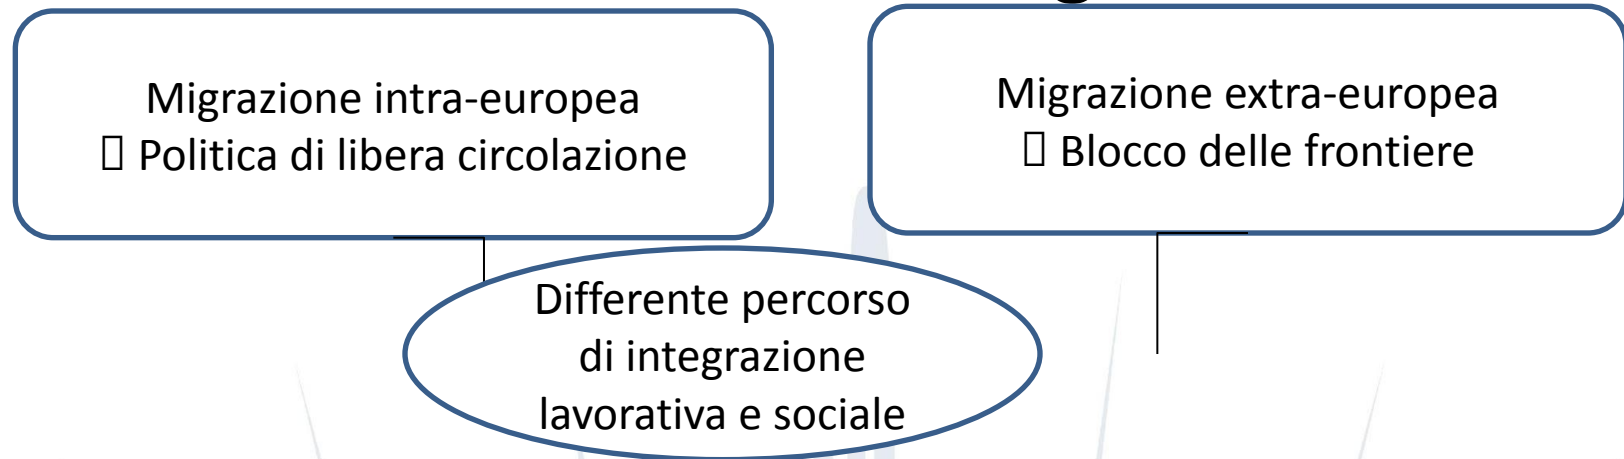 Migrazione intra-europea
▯ Politica di libera circolazione
Migrazione extra-europea
▯ Blocco delle frontiere
Differente percorso
di integrazione
lavorativa e sociale